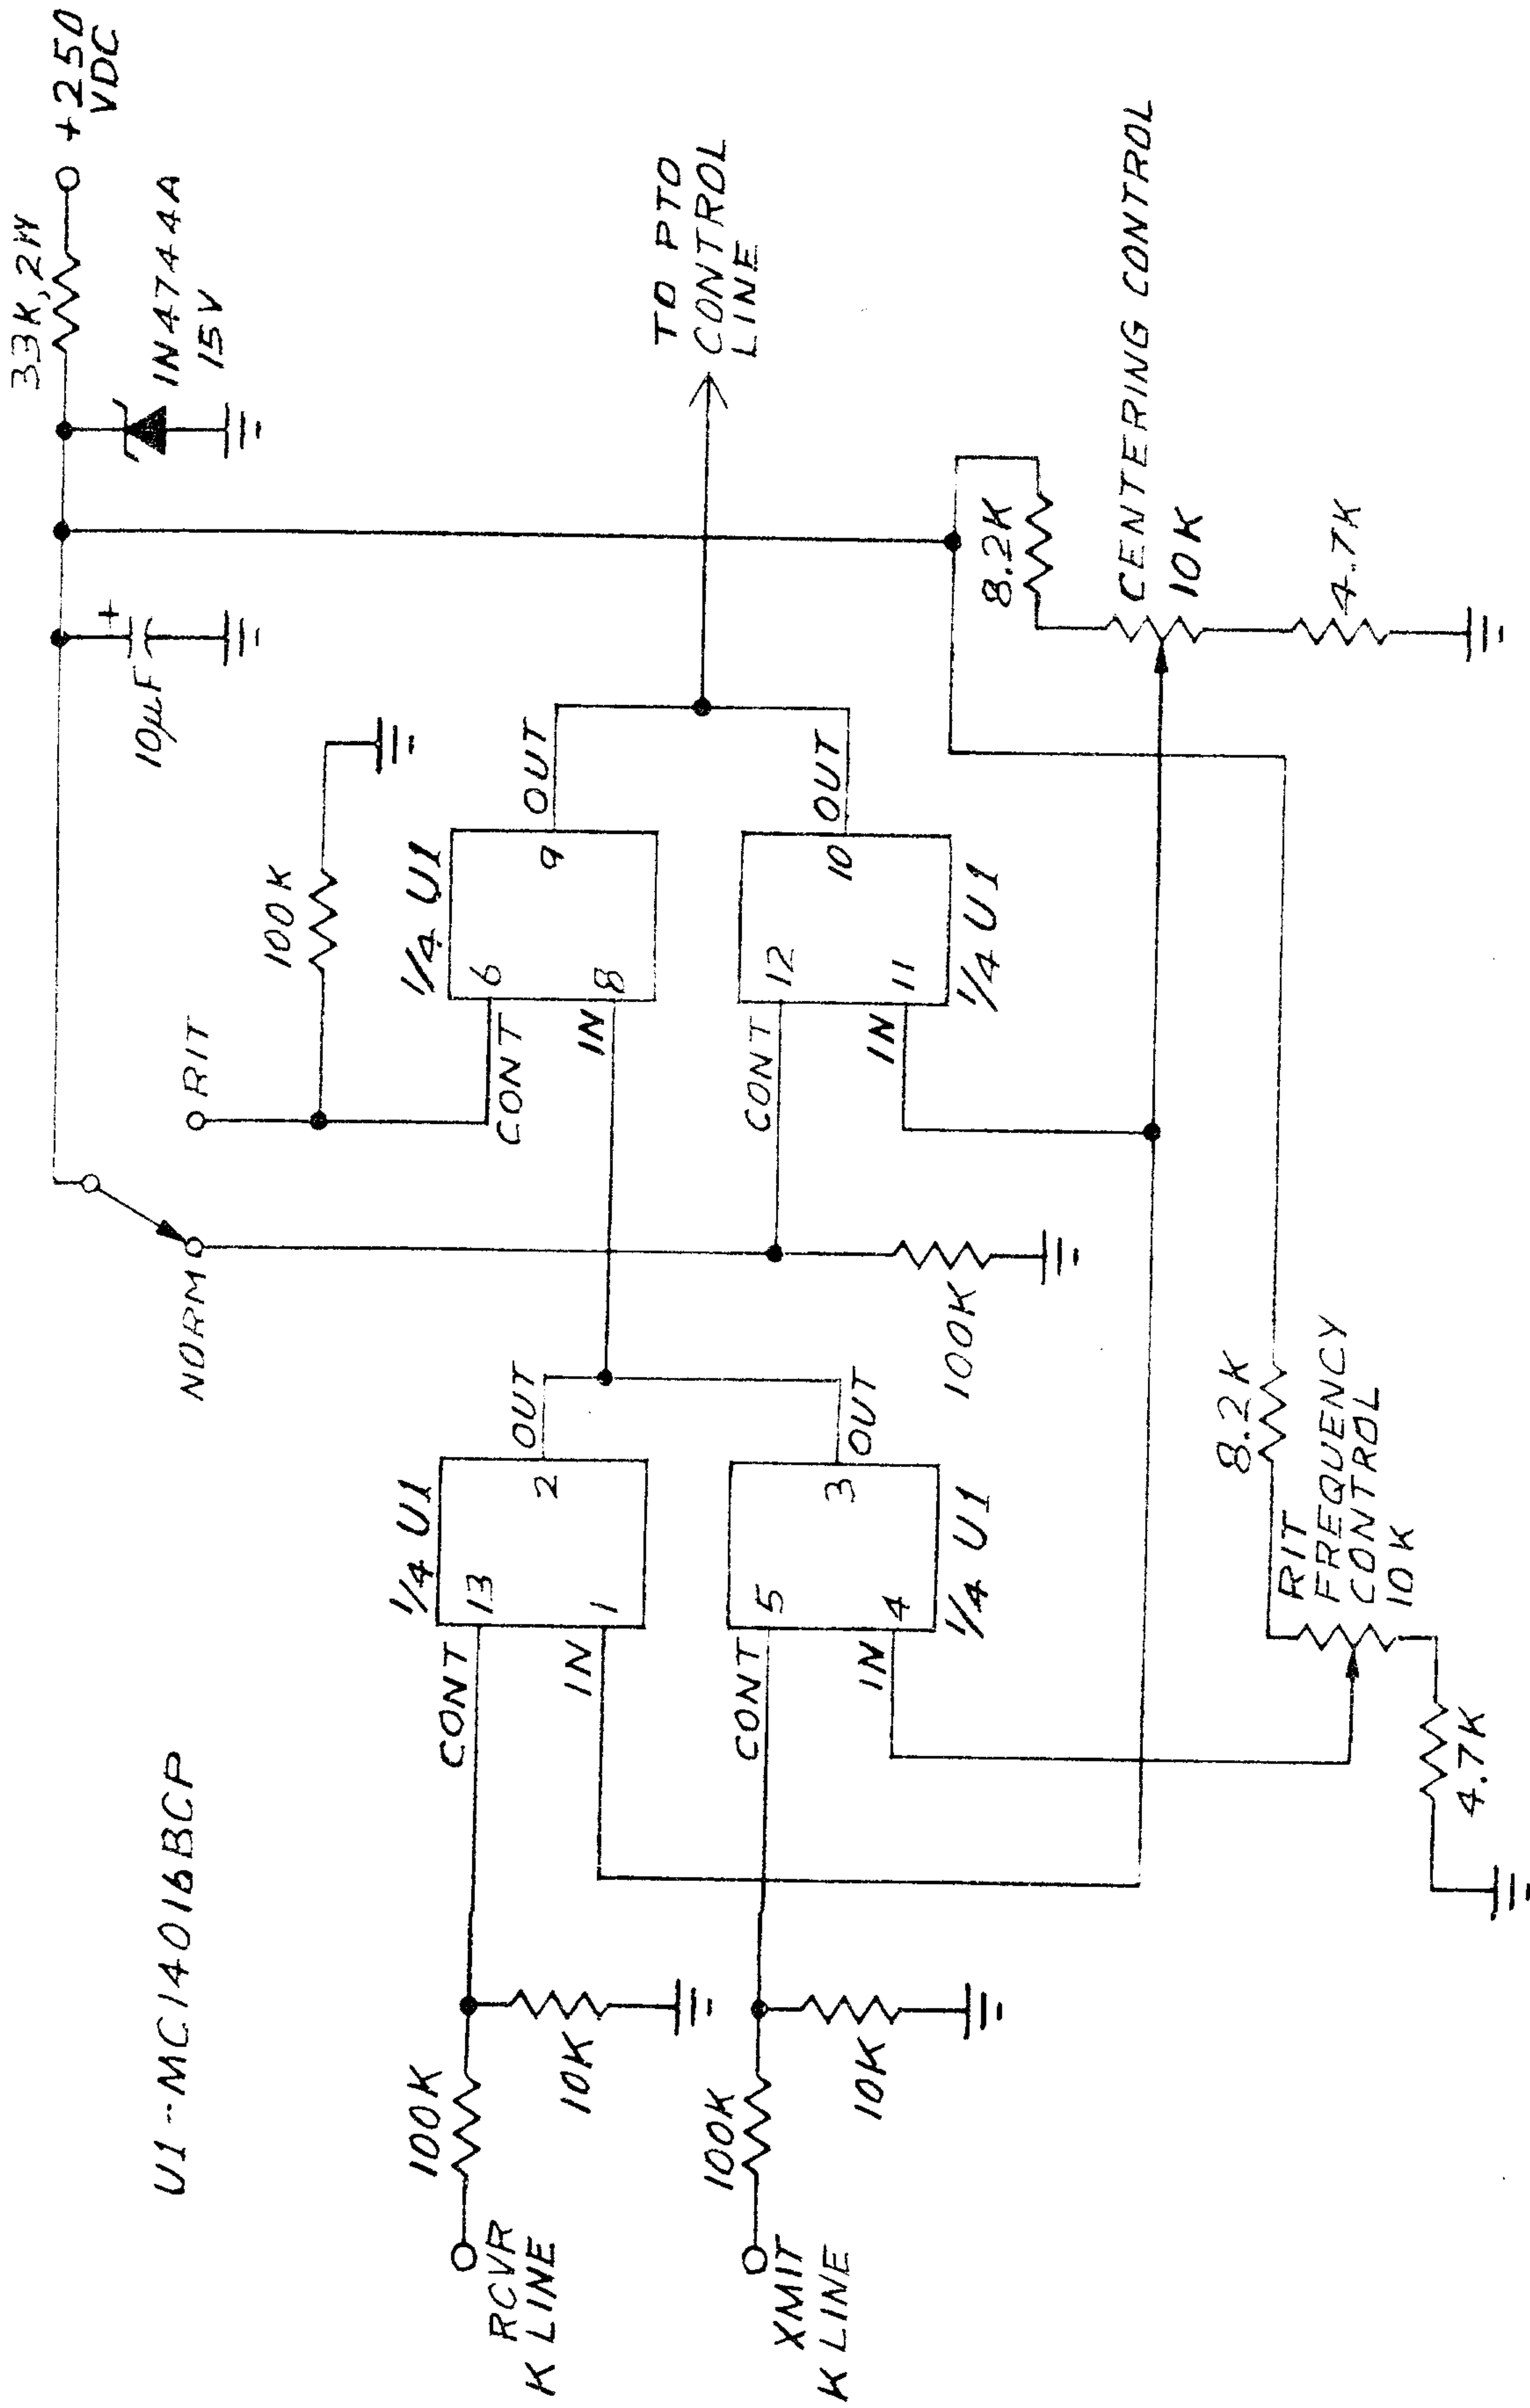 U1--MC14016BCP
33K, 2W
+250
VDC
1N4744A
15V
10µF
+
RIT
NORM
100K
1/4 U1
CONT
6
IN
8
9
OUT
TO PTO
CONTROL
LINE
1/4 U1
CONT
12
IN
11
10
OUT
100K
RCVR
K LINE
100K
10K
1/4 U1
CONT
13
IN
1
2
OUT
XMIT
K LINE
100K
10K
1/4 U1
CONT
5
IN
4
3
OUT
8.2K
CENTERING CONTROL
10K
4.7K
8.2K
RIT
FREQUENCY
CONTROL
10K
4.7K